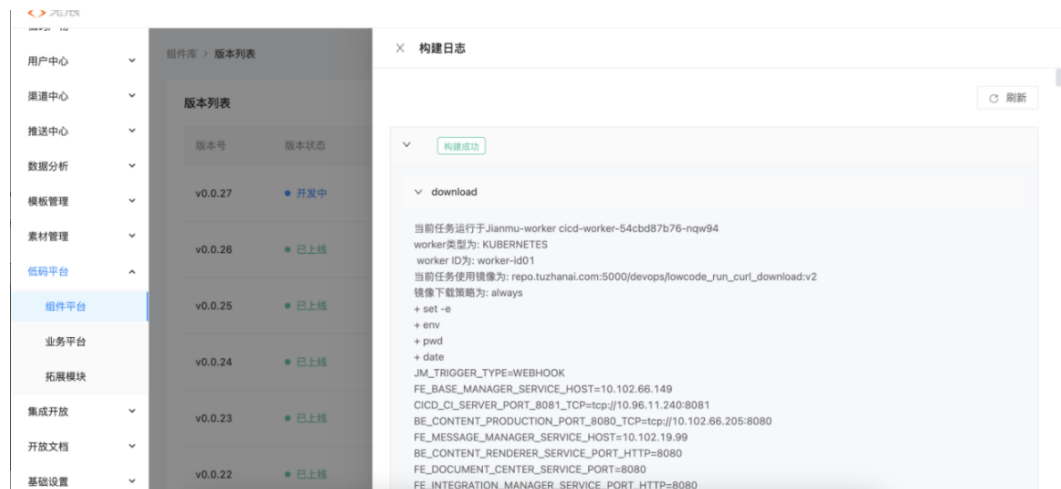 用户中心
渠道中心
推送中心
数据分析
模板管理
素材管理
低码平台
组件平台
业务平台
拓展模块
集成开放
开放文档
基础设置
组件库 > 版本列表
版本列表
版本号 版本状态
v0.0.27 开发中
v0.0.26 已上线
v0.0.25 已上线
v0.0.24 已上线
v0.0.23 已上线
v0.0.22 已上线
构建日志
刷新
构建成功
download
当前任务运行于Jianmu-worker cicd-worker-54cbd87b76-nqw94
worker类型为: KUBERNETES
worker ID为: worker-id01
当前任务使用镜像为: repo.tuzhanai.com:5000/devops/lowcode_run_curl_download:v2
镜像下载策略为: always
+ set -e
+ env
+ pwd
+ date
JM_TRIGGER_TYPE=WEBHOOK
FE_BASE_MANAGER_SERVICE_HOST=10.102.66.149
CICD_CI_SERVER_PORT_8081_TCP=tcp://10.96.11.240:8081
BE_CONTENT_PRODUCTION_PORT_8080_TCP=tcp://10.102.66.205:8080
FE_MESSAGE_MANAGER_SERVICE_HOST=10.102.19.99
BE_CONTENT_RENDERER_SERVICE_PORT_HTTP=8080
FE_DOCUMENT_CENTER_SERVICE_PORT=8080
FE_INTEGRATION_MANAGER_SERVICE_PORT_HTTP=8080